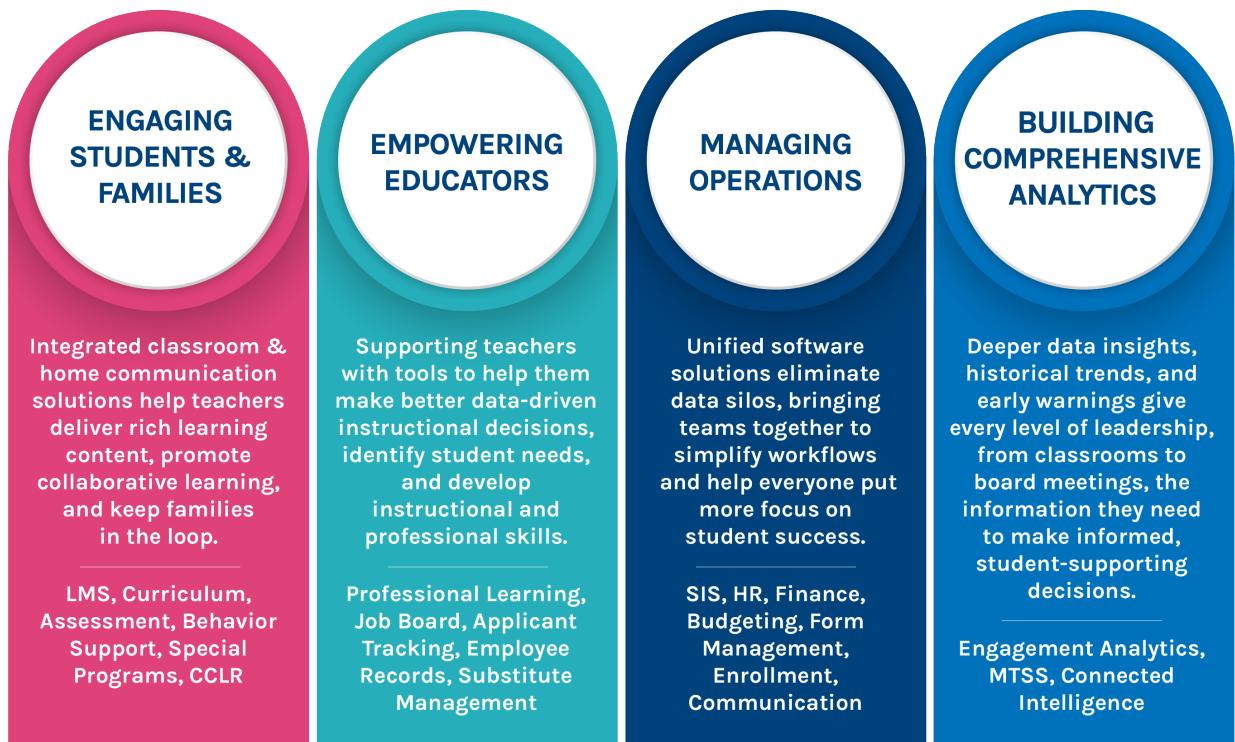 ENGAGING
STUDENTS &
FAMILIES
Integrated classroom &
home communication
solutions help teachers
deliver rich learning
content, promote
collaborative learning,
and keep families
in the loop.
LMS, Curriculum,
Assessment, Behavior
Support, Special
Programs, CCLR
EMPOWERING
EDUCATORS
Supporting teachers
with tools to help them
make better data-driven
instructional decisions,
identify student needs,
and develop
instructional and
professional skills.
Professional Learning,
Job Board, Applicant
Tracking, Employee
Records, Substitute
Management
MANAGING
OPERATIONS
Unified software
solutions eliminate
data silos, bringing
teams together to
simplify workflows
and help everyone put
more focus on
student success.
SIS, HR, Finance,
Budgeting, Form
Management,
Enrollment,
Communication
BUILDING
COMPREHENSIVE
ANALYTICS
Deeper data insights,
historical trends, and
early warnings give
every level of leadership,
from classrooms to
board meetings, the
information they need
to make informed,
student-supporting
decisions.
Engagement Analytics,
MTSS, Connected
Intelligence